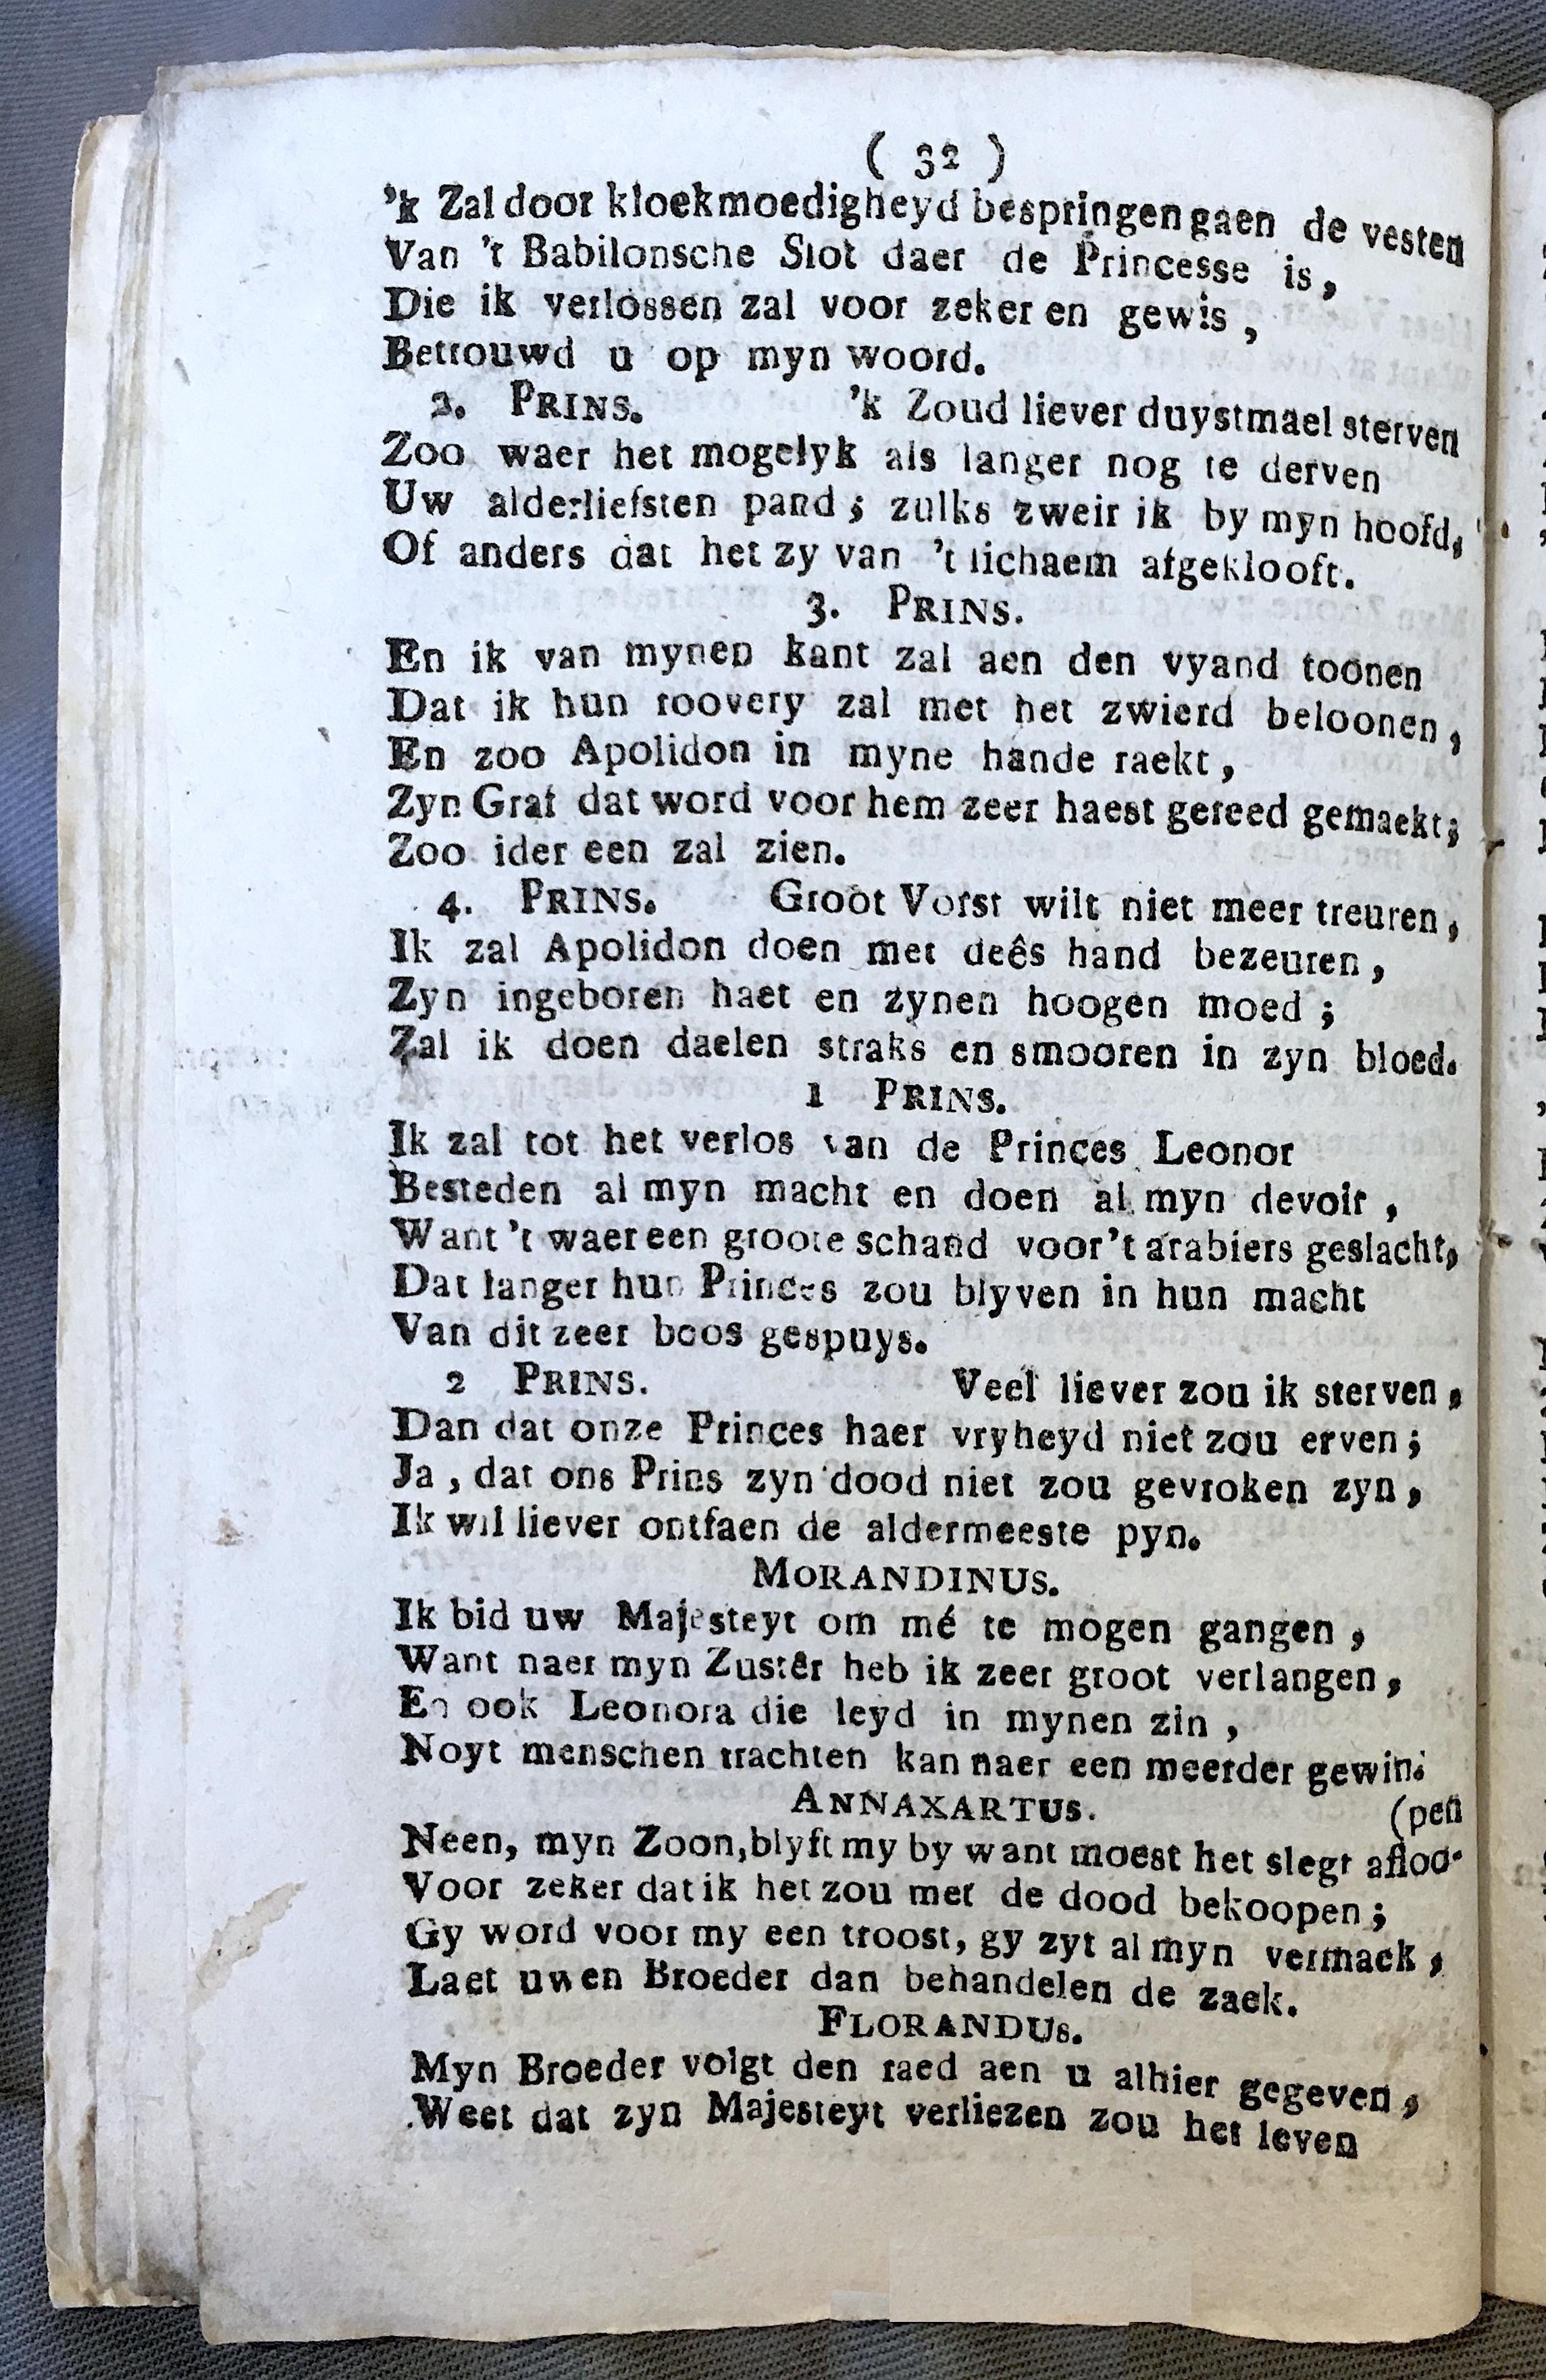 ( 32 )
'k Zal door kloekmoedigheyd bespringen gaen de vesten
Van 't Babilonsche Slot daer de Princesse is,
Die ik verlossen zal voor zeker en gewis,
Betrouwd u op myn woord.
2. PRINS. 'k Zoud liever duystmael sterven
Zoo waer het mogelyk als langer nog te derven
Uw alderliefsten pand; zulks zweir ik by myn hoofd,
Of anders dat het zy van 't lichaem afgeklooft.
3. PRINS.
En ik van mynen kant zal aen den vyand toonen
Dat ik hun roovery zal met het zwierd beloonen,
En zoo Apolidon in myne hande raekt,
Zyn Graf dat word voor hem zeer haest gereed gemaekt;
Zoo ider een zal zien.
4. PRINS. Groot Vorst wilt niet meer treuren,
Ik zal Apolidon doen met deês hand bezeuren,
Zyn ingeboren haet en zynen hoogen moed;
Zal ik doen daelen straks en smooren in zyn bloed.
1 PRINS.
Ik zal tot het verlos van de Princes Leonor
Besteden al myn macht en doen al myn devoir,
Want 't waer een groote schand voor 't arabiers geslacht,
Dat langer hun Princes zou blyven in hun macht
Van dit zeer boos gespuys.
2 PRINS. Veel liever zou ik sterven,
Dan dat onze Princes haer vryheyd niet zou erven;
Ja, dat ons Prins zyn dood niet zou gevroken zyn,
Ik wil liever ontfaen de aldermeeste pyn.
MORANDINUS.
Ik bid uw Majesteyt om mé te mogen gangen,
Want naer myn Zustêr heb ik zeer groot verlangen,
En ook Leonora die leyd in mynen zin,
Noyt menschen trachten kan naer een meerder gewin.
ANNAXARTUS. (pen
Neen, myn Zoon, blyft my by want moest het slegt afloo-
Voor zeker dat ik het zou met de dood bekoopen;
Gy word voor my een troost, gy zyt al myn vermaek,
Laet uwen Broeder dan behandelen de zaek.
FLORANDUS.
Myn Broeder volgt den raed aen u alhier gegeven,
Weet dat zyn Majesteyt verliezen zou het leven